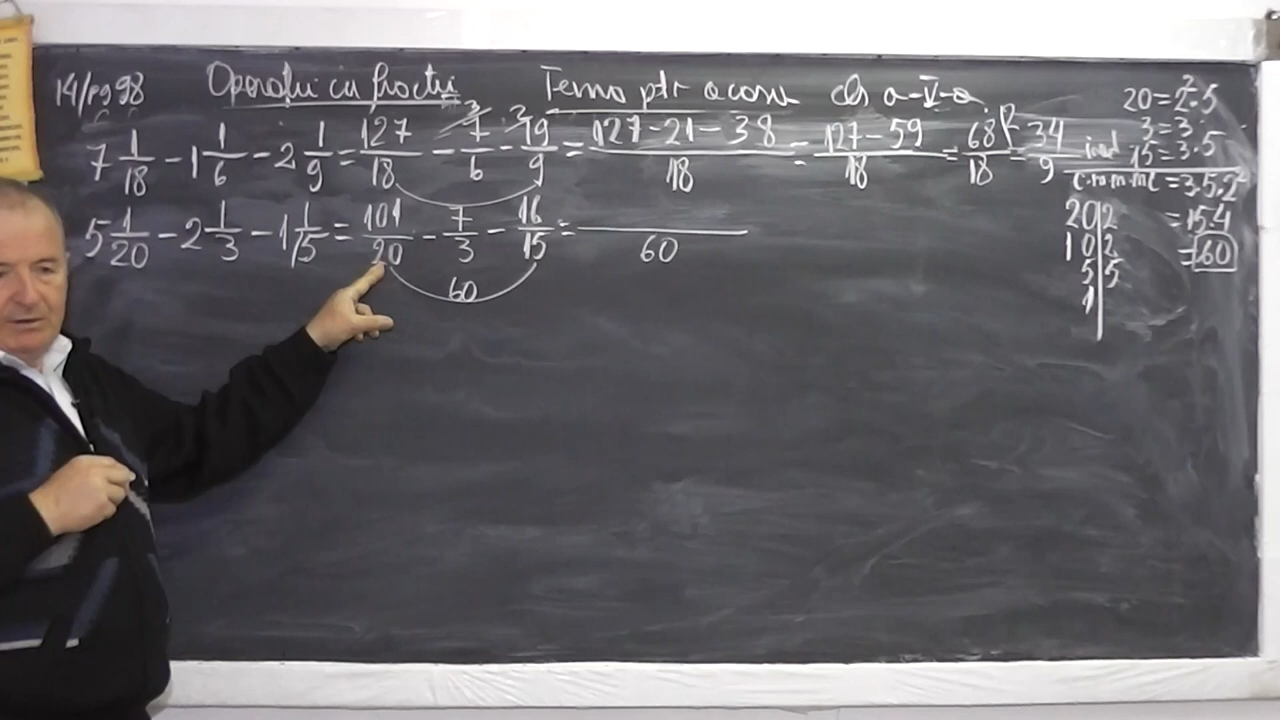 14/pg 98 Operații cu fracții Temă ptr acasă cls a-V-a
7 1/18 - 1 1/6 - 2 1/9 = 127/18 - ³⁾7/6 - ²⁾19/9 = (127-21-38)/18 = (127-59)/18 = 68/18 ⁽² = 34/9
5 1/20 - 2 1/3 - 1 1/5 = 101/20 - 7/3 - 16/15 = /60
60
20=2²·5
3=3
15=3·5
c.m.m.m.c =3·5·2²
=15·4
=60
20|2
10|2
5|5
1|